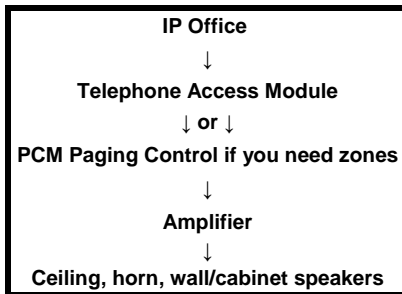 IP Office
↓
Telephone Access Module
↓ or ↓
PCM Paging Control if you need zones
↓
Amplifier
↓
Ceiling, horn, wall/cabinet speakers